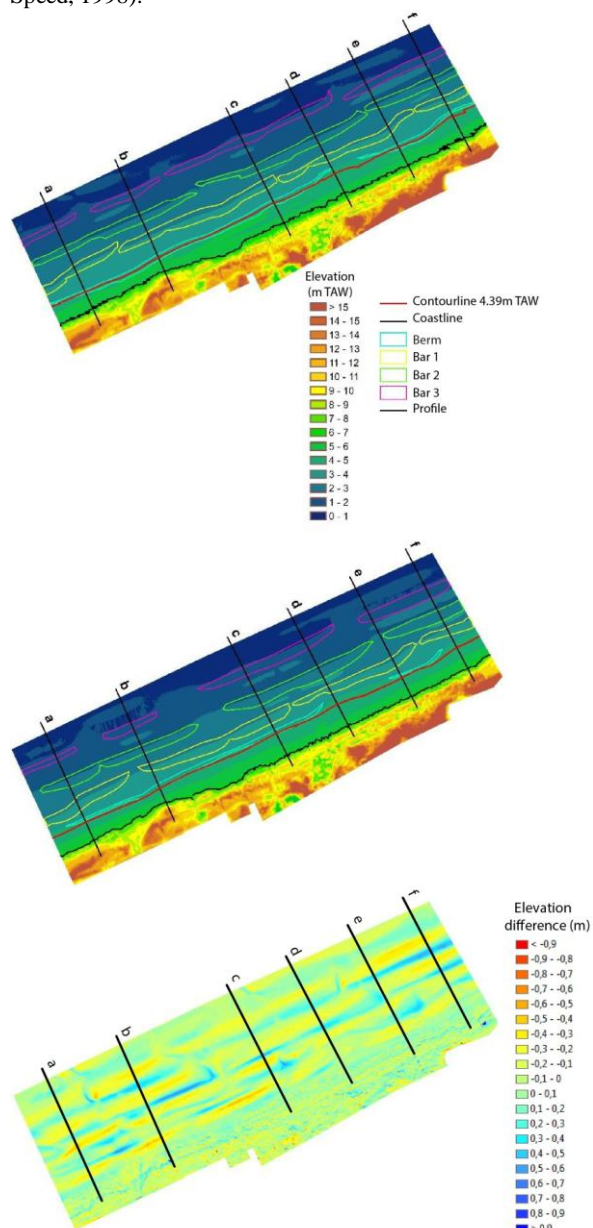 Speed, 1998).
a
b
c
d
e
f
Elevation
(m TAW)
> 15
14 - 15
13 - 14
12 - 13
11 - 12
10 - 11
9 - 10
8 - 9
7 - 8
6 - 7
5 - 6
4 - 5
3 - 4
2 - 3
1 - 2
0 - 1
Contourline 4.39m TAW
Coastline
Berm
Bar 1
Bar 2
Bar 3
Profile
a
b
c
d
e
f
a
b
c
d
e
f
Elevation
difference (m)
< -0,9
-0,9 - -0,8
-0,8 - -0,7
-0,7 - -0,6
-0,6 - -0,5
-0,5 - -0,4
-0,4 - -0,3
-0,3 - -0,2
-0,2 - -0,1
-0,1 - 0
0 - 0,1
0,1 - 0,2
0,2 - 0,3
0,3 - 0,4
0,4 - 0,5
0,5 - 0,6
0,6 - 0,7
0,7 - 0,8
0,8 - 0,9
> 0,9